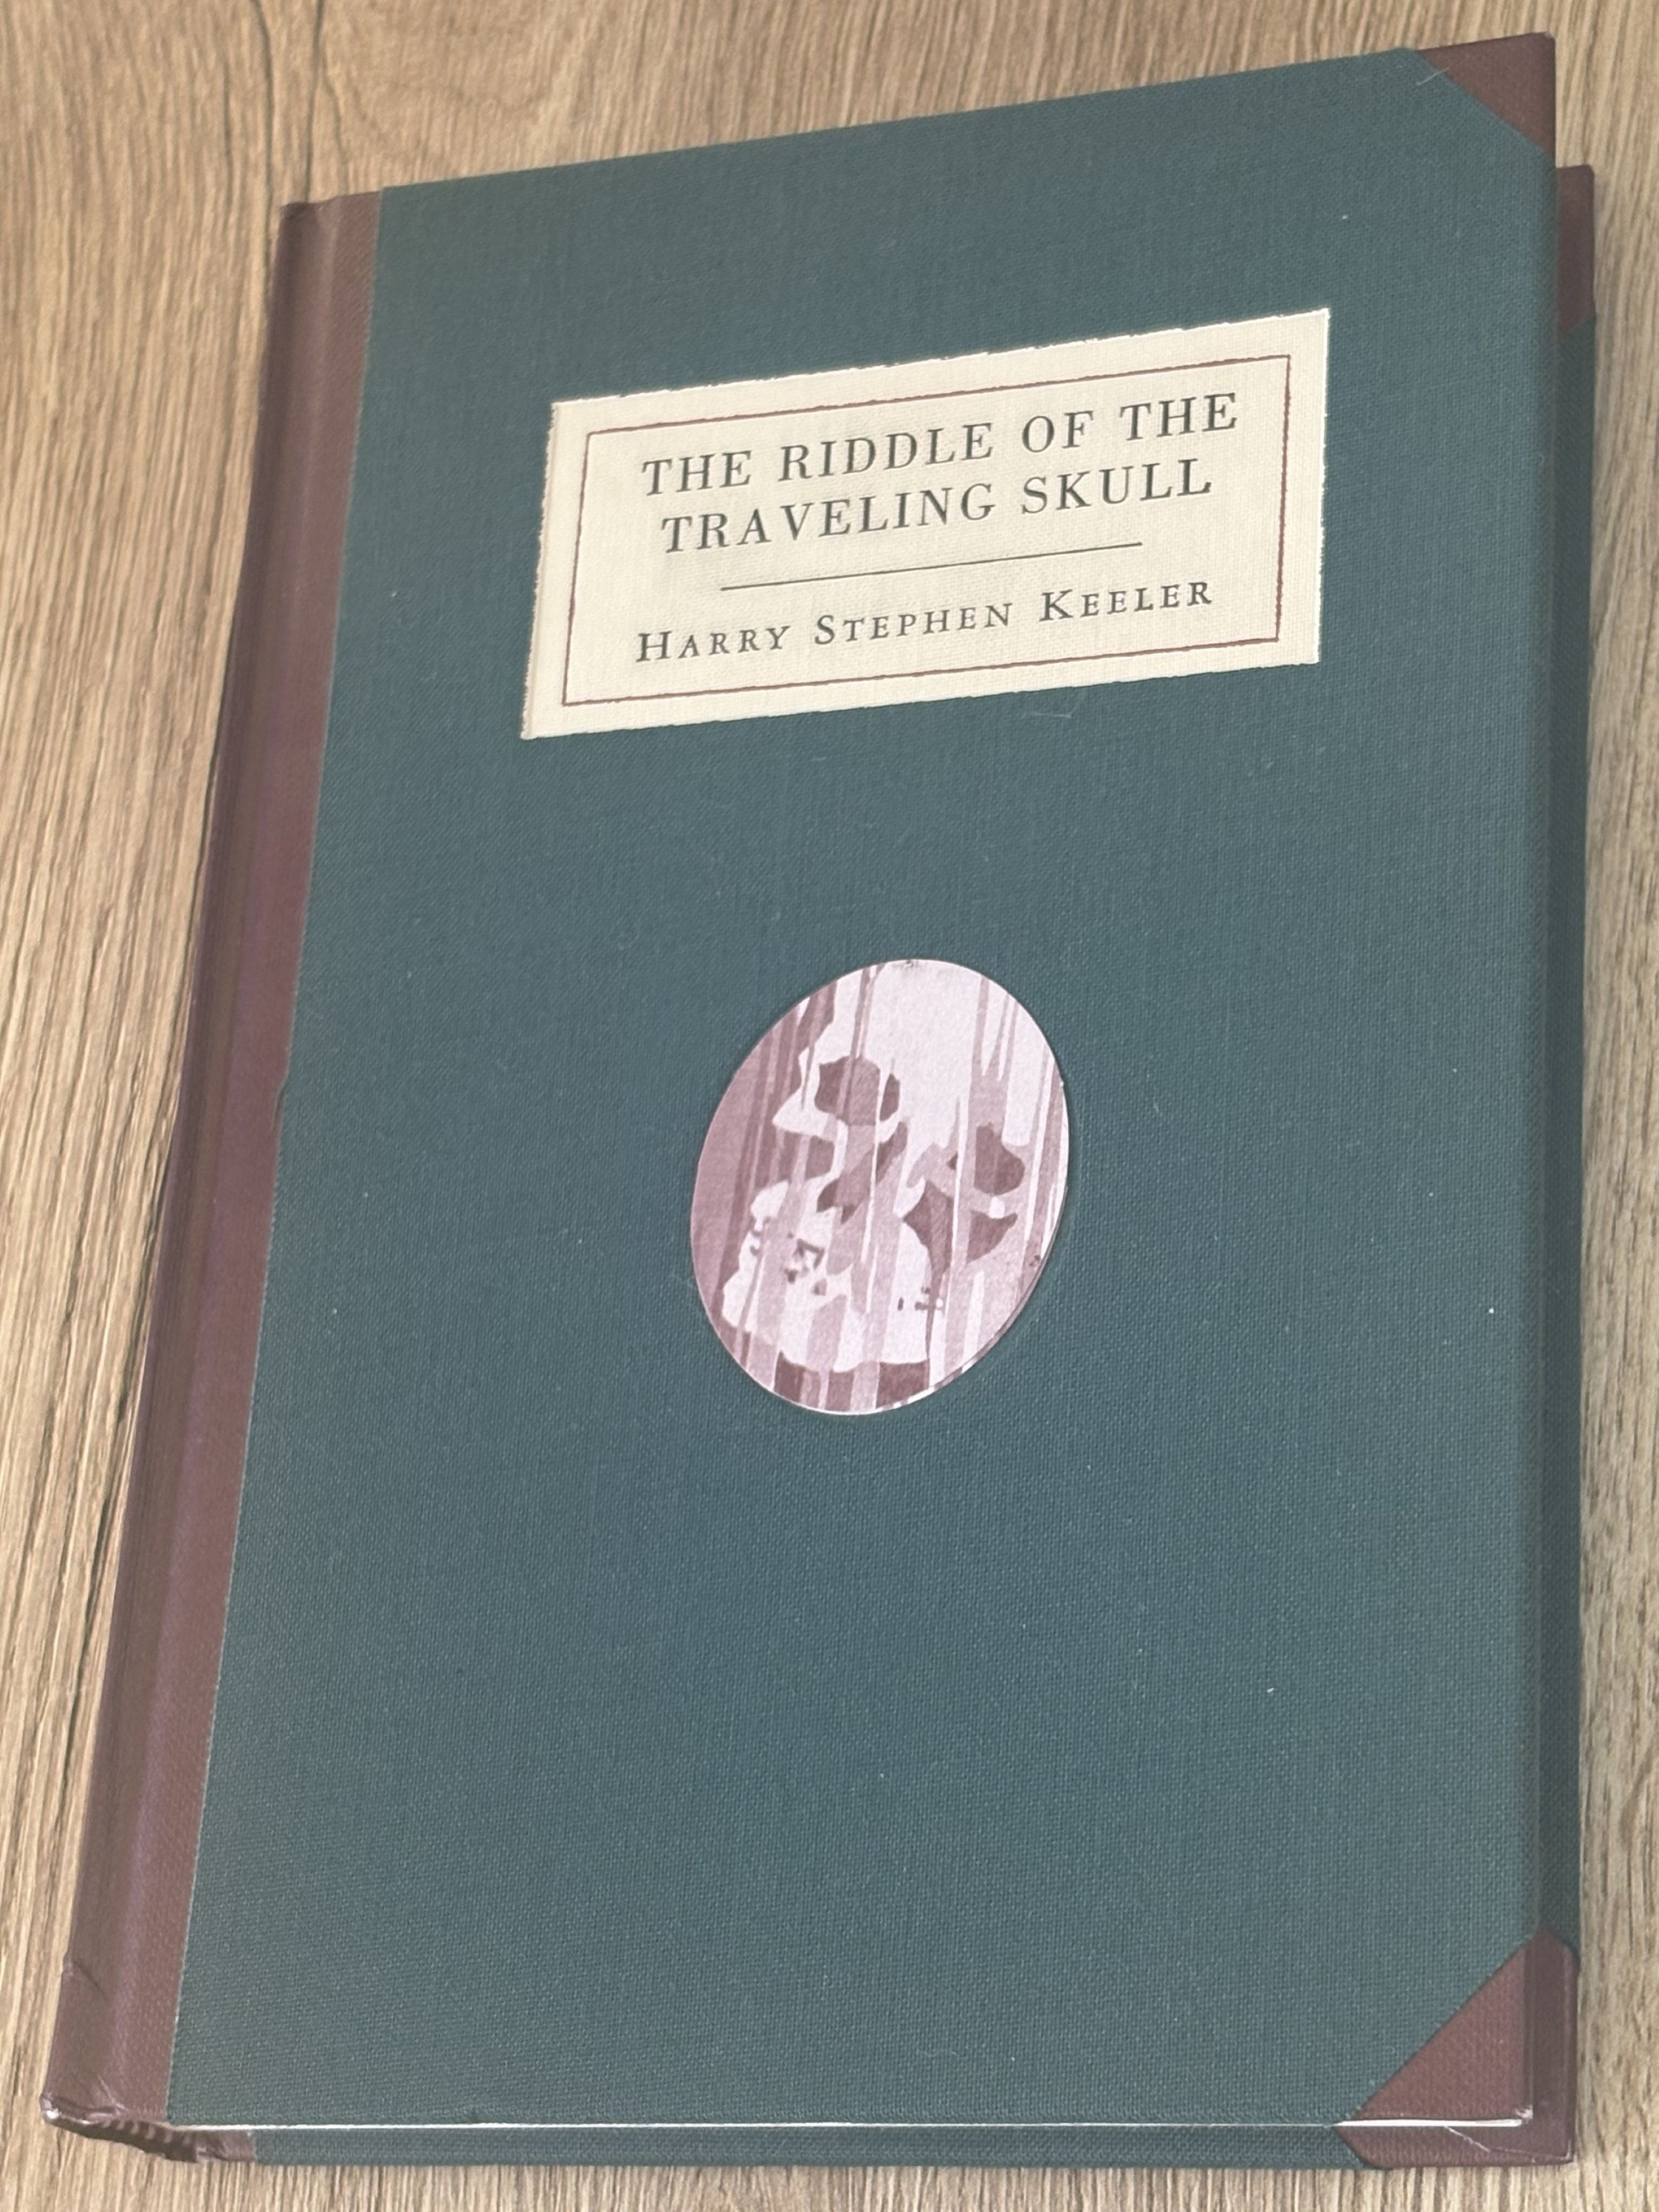 THE RIDDLE OF THE
TRAVELING SKULL
HARRY STEPHEN KEELER